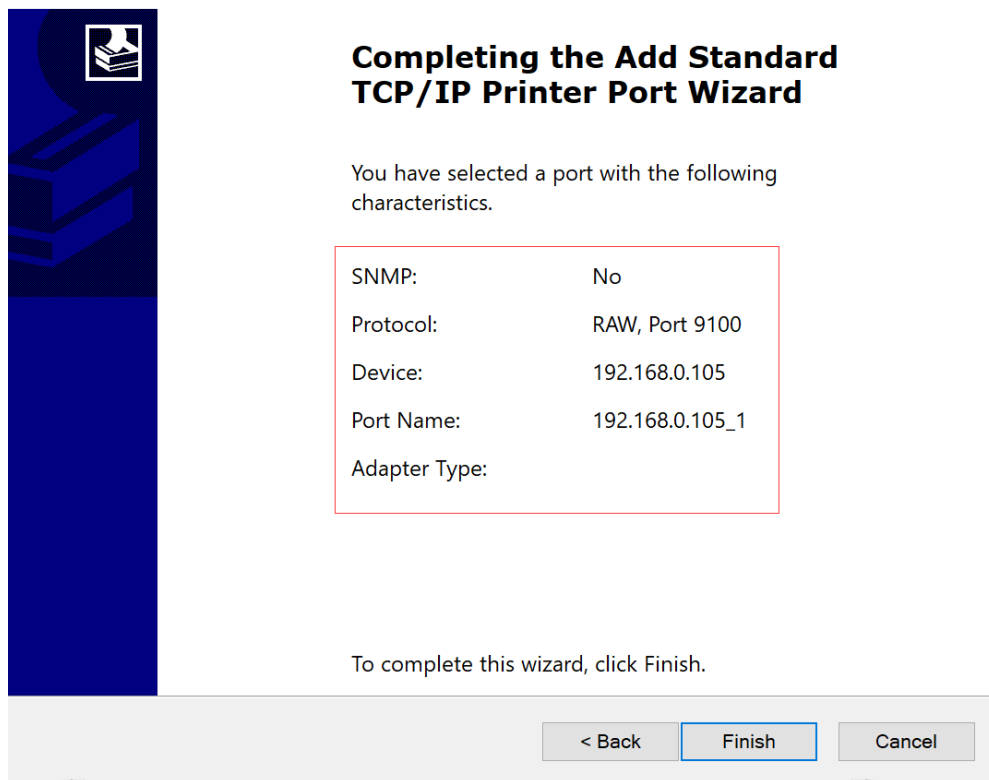 Completing the Add Standard
TCP/IP Printer Port Wizard
You have selected a port with the following
characteristics.
SNMP: No
Protocol: RAW, Port 9100
Device: 192.168.0.105
Port Name: 192.168.0.105_1
Adapter Type:
To complete this wizard, click Finish.
< Back Finish Cancel